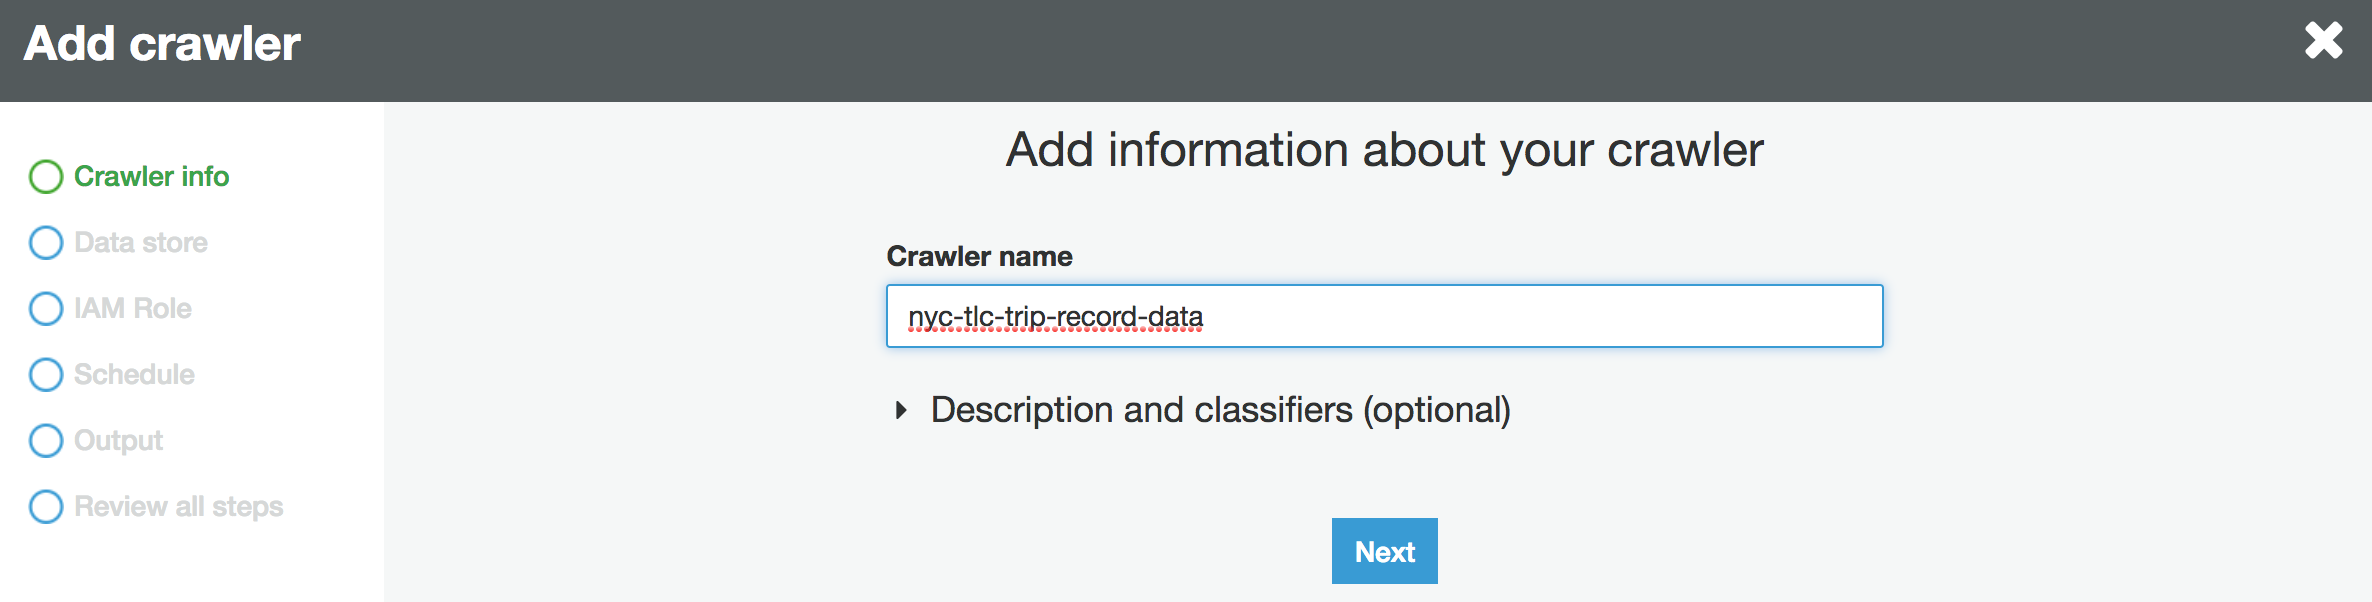 Add crawler
Crawler info
Data store
IAM Role
Schedule
Output
Review all steps
Add information about your crawler
Crawler name
nyc-tlc-trip-record-data
Description and classifiers (optional)
Next